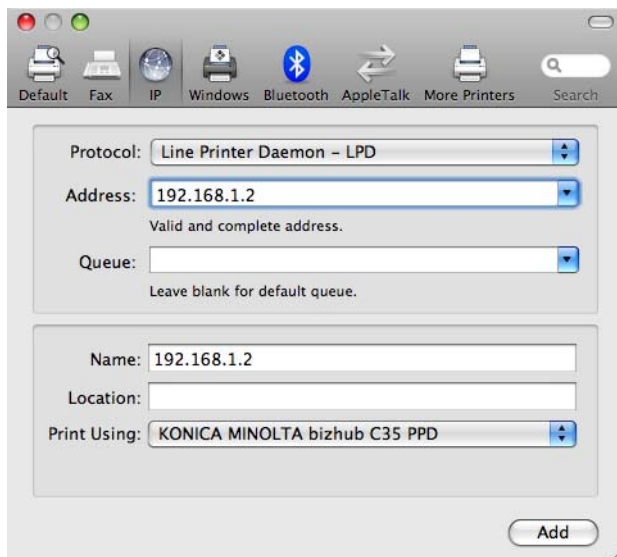 Default Fax IP Windows Bluetooth AppleTalk More Printers Search
Protocol: Line Printer Daemon – LPD
Address: 192.168.1.2
Valid and complete address.
Queue:
Leave blank for default queue.
Name: 192.168.1.2
Location:
Print Using: KONICA MINOLTA bizhub C35 PPD
Add